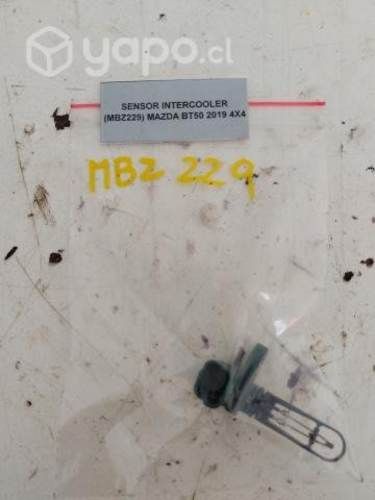 yapo.cl
SENSOR INTERCOOLER
(MBZ229) MAZDA BT50 2019 4X4
MBZ 229